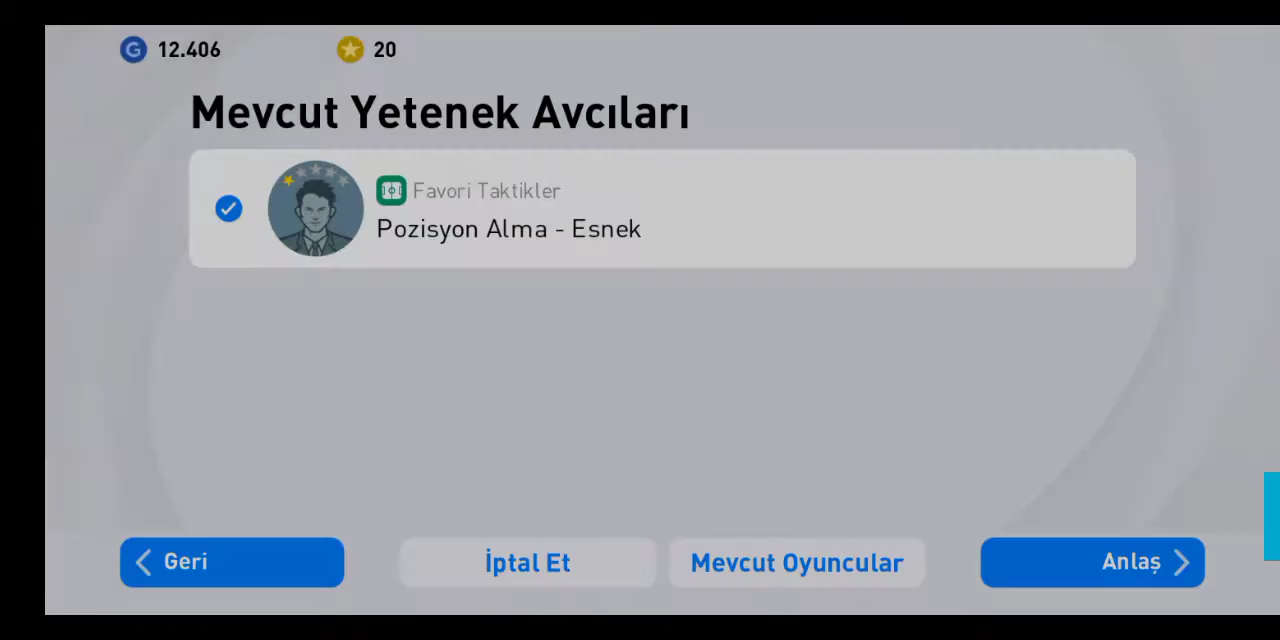 G 12.406 20
Mevcut Yetenek Avcıları
Favori Taktikler
Pozisyon Alma - Esnek
Geri İptal Et Mevcut Oyuncular Anlaş